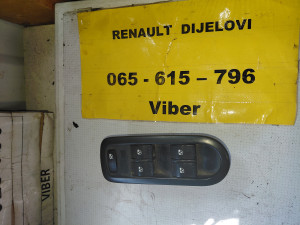 RENAULT DIJELOVI
065 - 615 – 796
Viber
VIBER